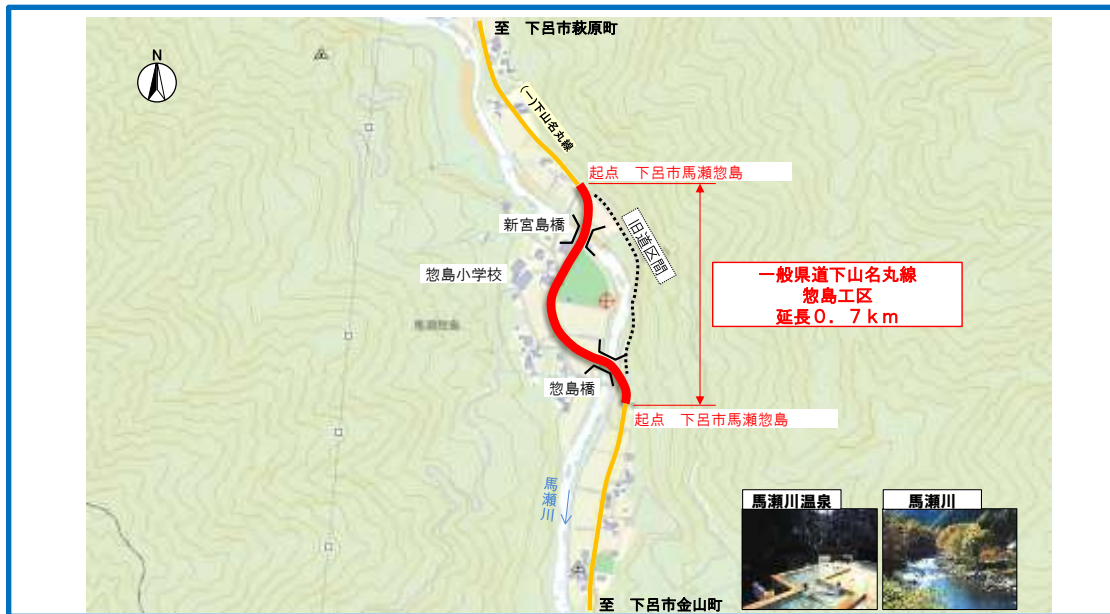 至　下呂市萩原町
N
(一)下山名丸線
起点　下呂市馬瀬惣島
新宮島橋
旧道区間
惣島小学校
一般県道下山名丸線
惣島工区
延長０．７ｋｍ
馬瀬惣島
惣島橋
起点　下呂市馬瀬惣島
馬瀬川
馬瀬川温泉
馬瀬川
至　下呂市金山町